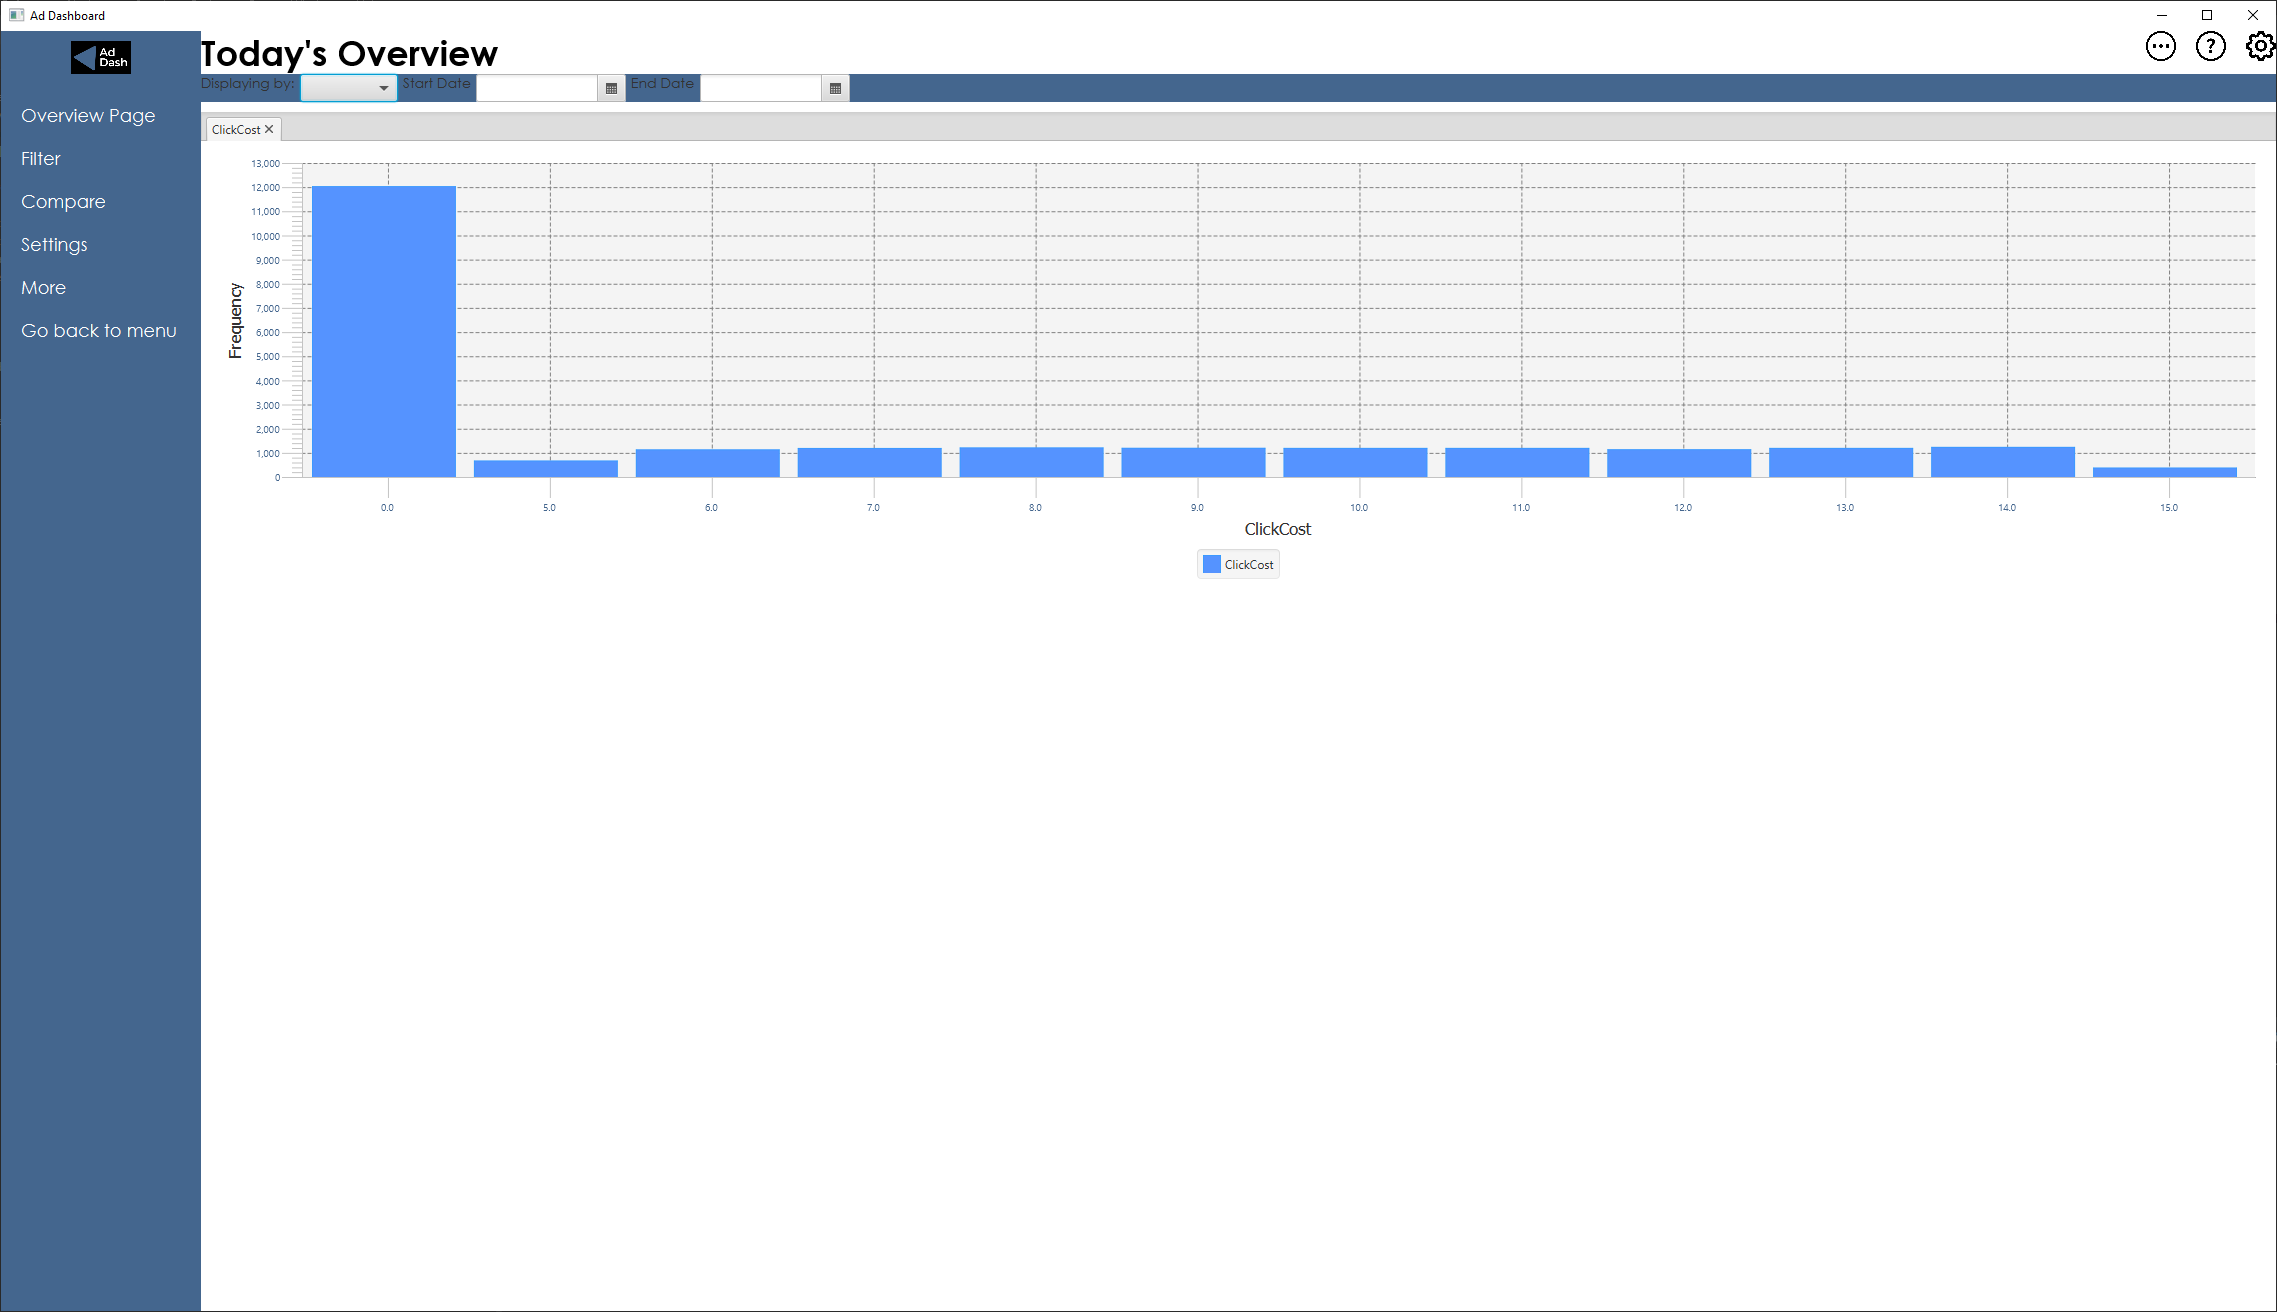 Ad Dashboard
Ad
Dash
Overview Page
Filter
Compare
Settings
More
Go back to menu
Today's Overview
?
Displaying by:
Start Date
End Date
ClickCost
13,000
12,000
11,000
10,000
9,000
8,000
7,000
6,000
5,000
4,000
3,000
2,000
1,000
0
Frequency
0.0 5.0 6.0 7.0 8.0 9.0 10.0 11.0 12.0 13.0 14.0 15.0
ClickCost
ClickCost